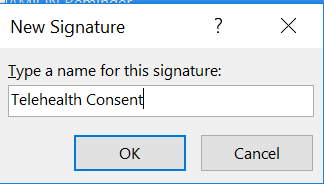 New Signature
Type a name for this signature:
Telehealth Consent
OK
Cancel